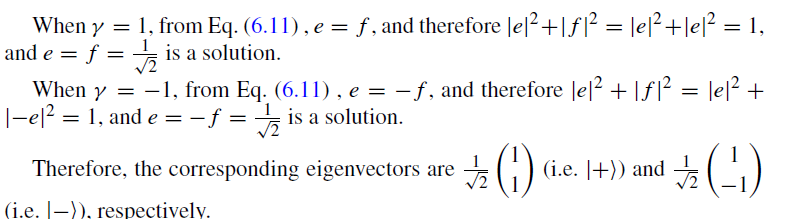 When γ = 1, from Eq. (6.11) , e = f, and therefore |e|²+|f|² = |e|²+|e|² = 1,
and e = f = 1/√2 is a solution.
When γ = −1, from Eq. (6.11) , e = −f, and therefore |e|² + |f|² = |e|² +
|−e|² = 1, and e = −f = 1/√2 is a solution.
Therefore, the corresponding eigenvectors are 1/√2 (1 1) (i.e. |+⟩) and 1/√2 (1 −1)
(i.e. |−⟩), respectively.